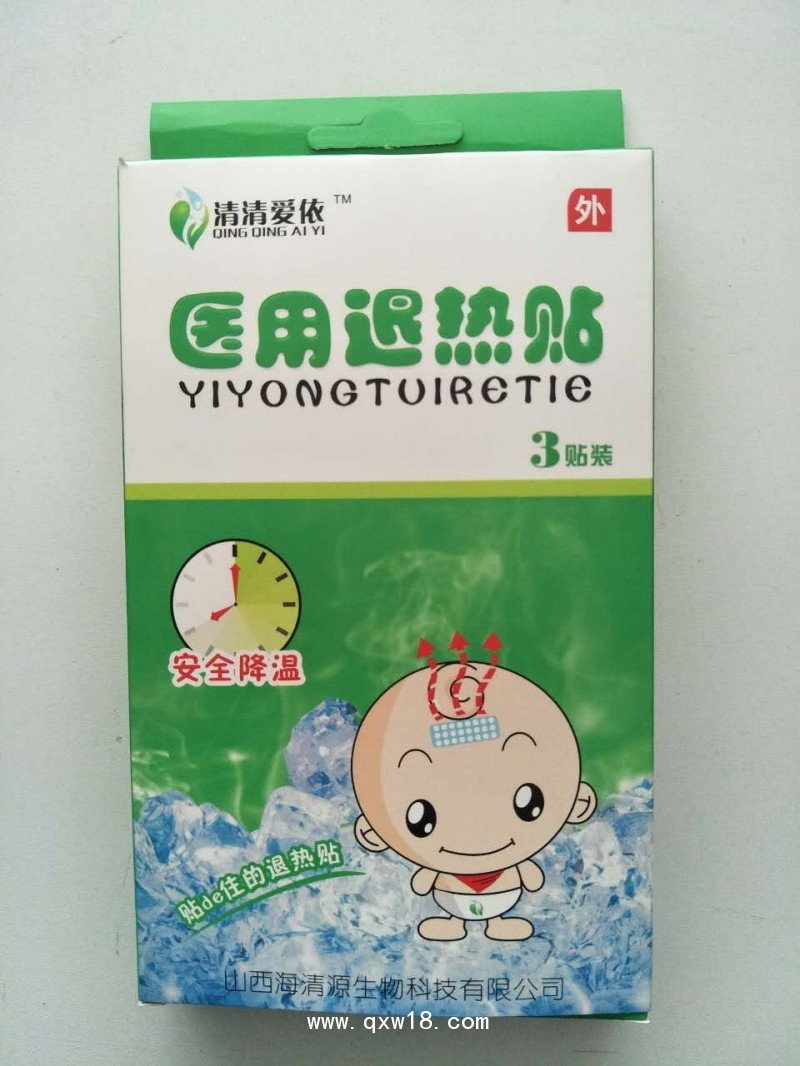 清清爱依™
QING QING AI YI
外
医用退热贴
YIYONGTUIRETIE
3贴装
安全降温
贴de住的退热贴
山西海清源生物科技有限公司
www.qxw18.com